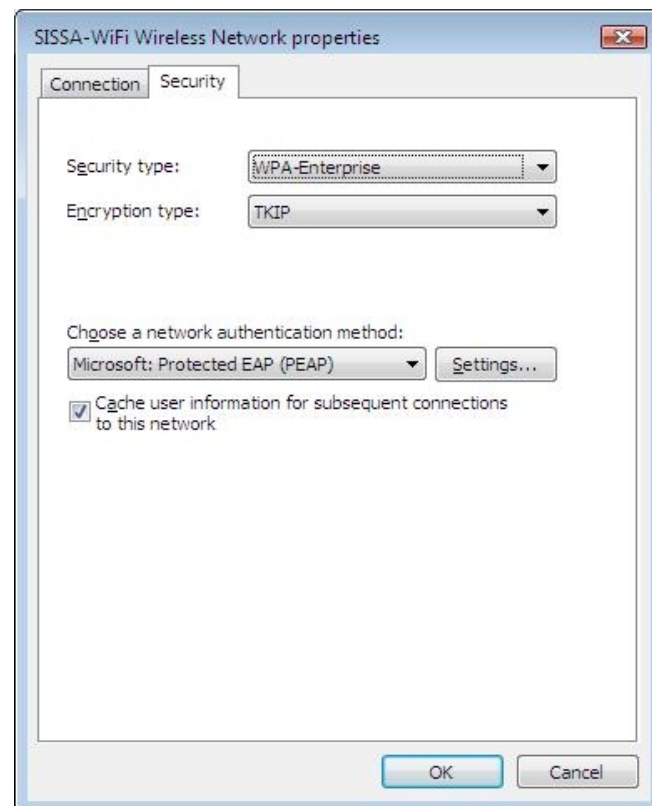 SISSA-WiFi Wireless Network properties
Connection
Security
Security type:
WPA-Enterprise
Encryption type:
TKIP
Choose a network authentication method:
Microsoft: Protected EAP (PEAP)
Settings...
Cache user information for subsequent connections
to this network
OK
Cancel